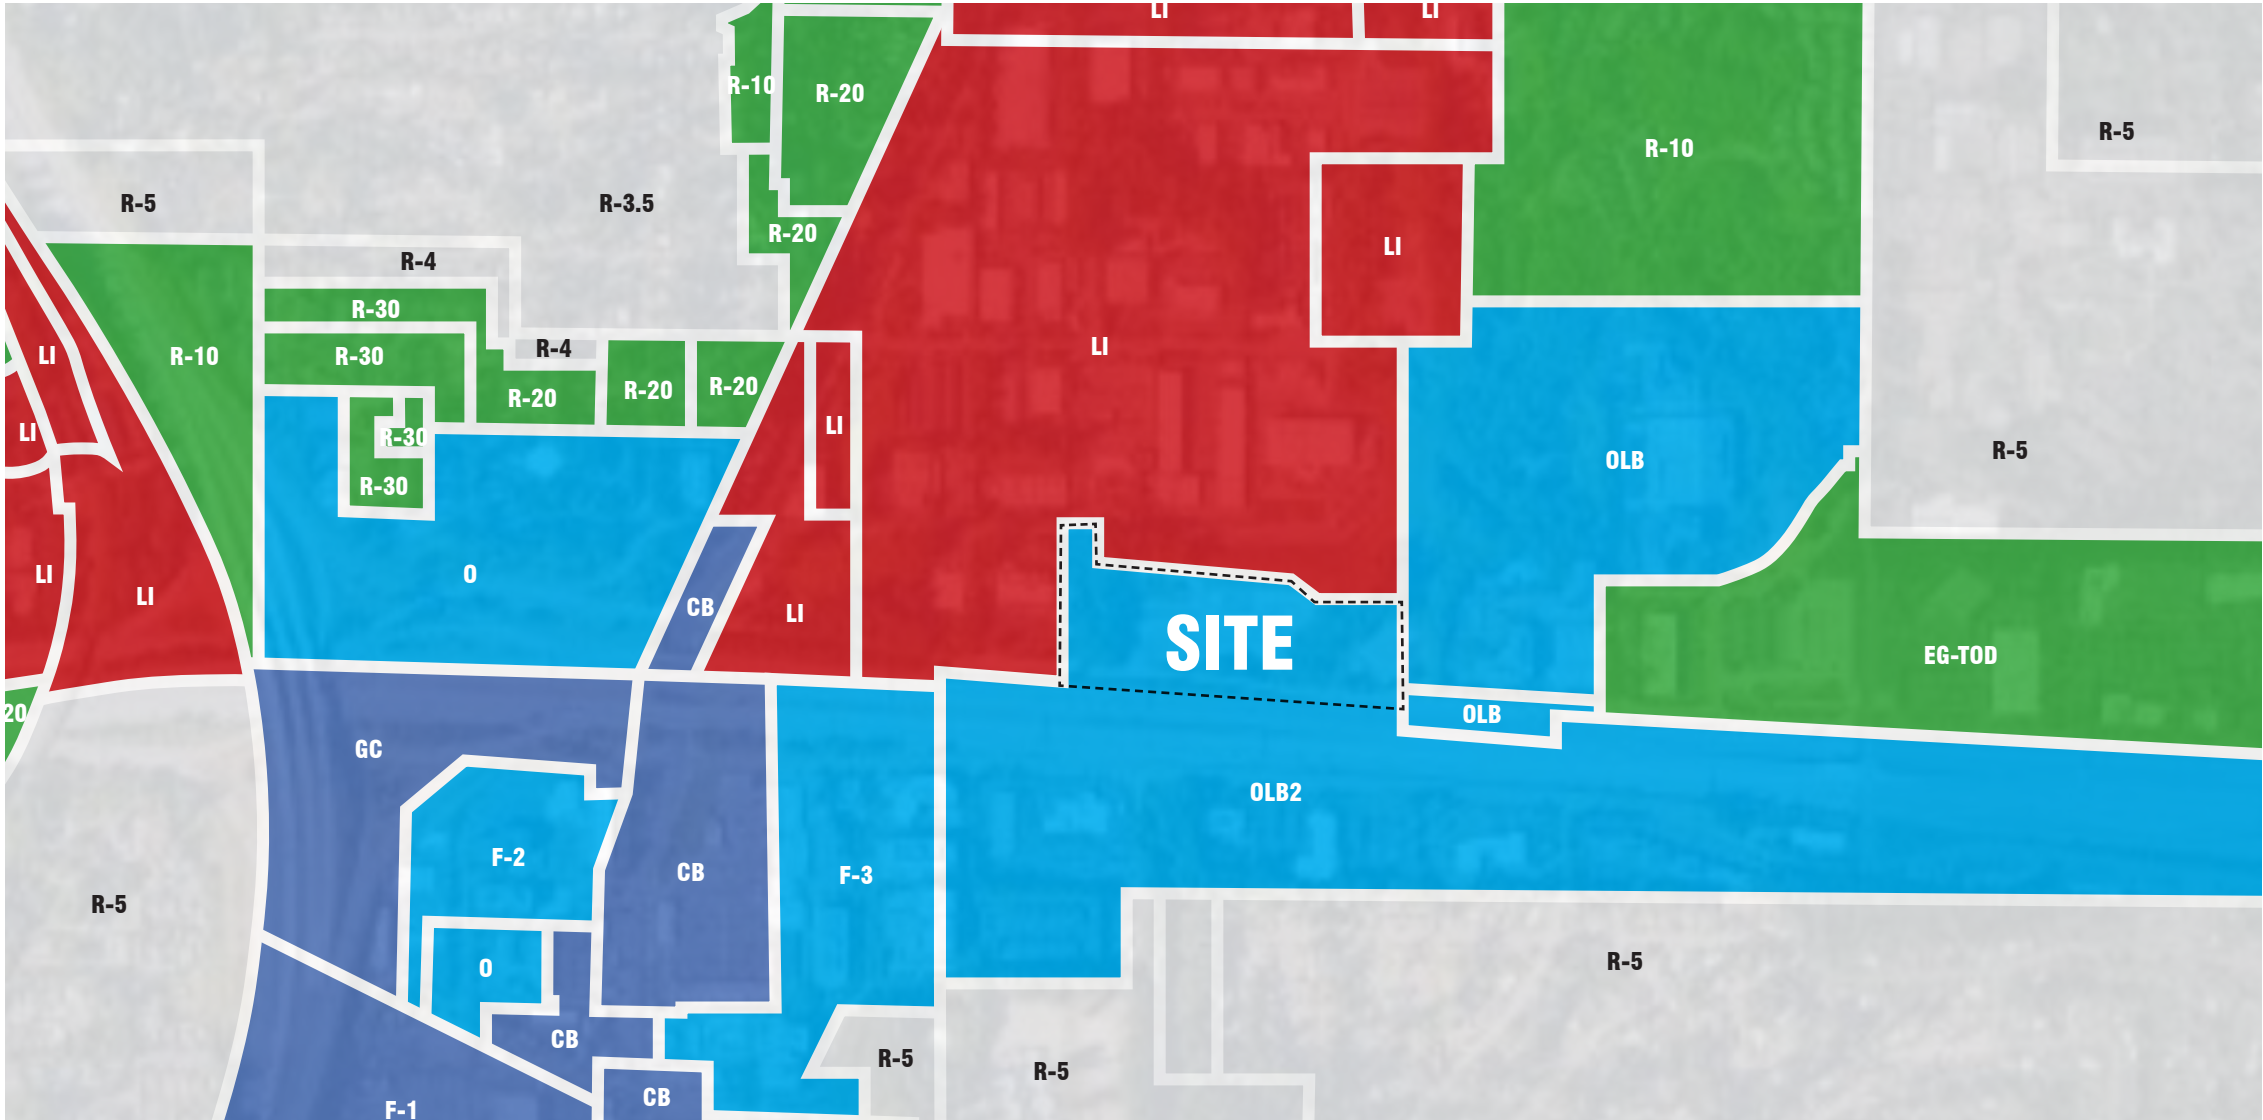 LI
LI
R-10
R-20
R-5
R-10
R-5
R-3.5
R-20
LI
R-4
R-30
R-30
R-4
LI
LI
R-10
R-20
R-20
R-20
LI
LI
R-30
R-30
OLB
R-5
O
LI
LI
CB
LI
SITE
EG-TOD
20
OLB
GC
OLB2
F-2
CB
F-3
R-5
O
R-5
CB
R-5
R-5
CB
F-1